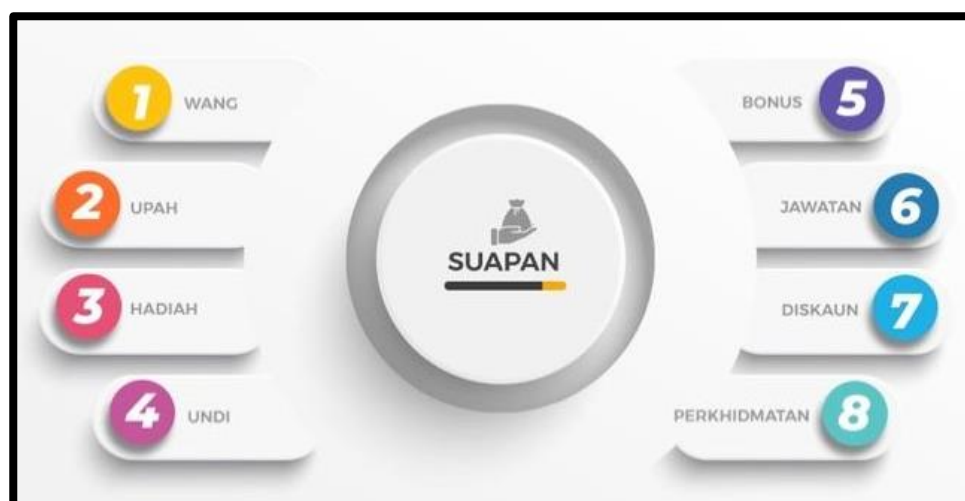 1 WANG
2 UPAH
3 HADIAH
4 UNDI
SUAPAN
BONUS 5
JAWATAN 6
DISKAUN 7
PERKHIDMATAN 8